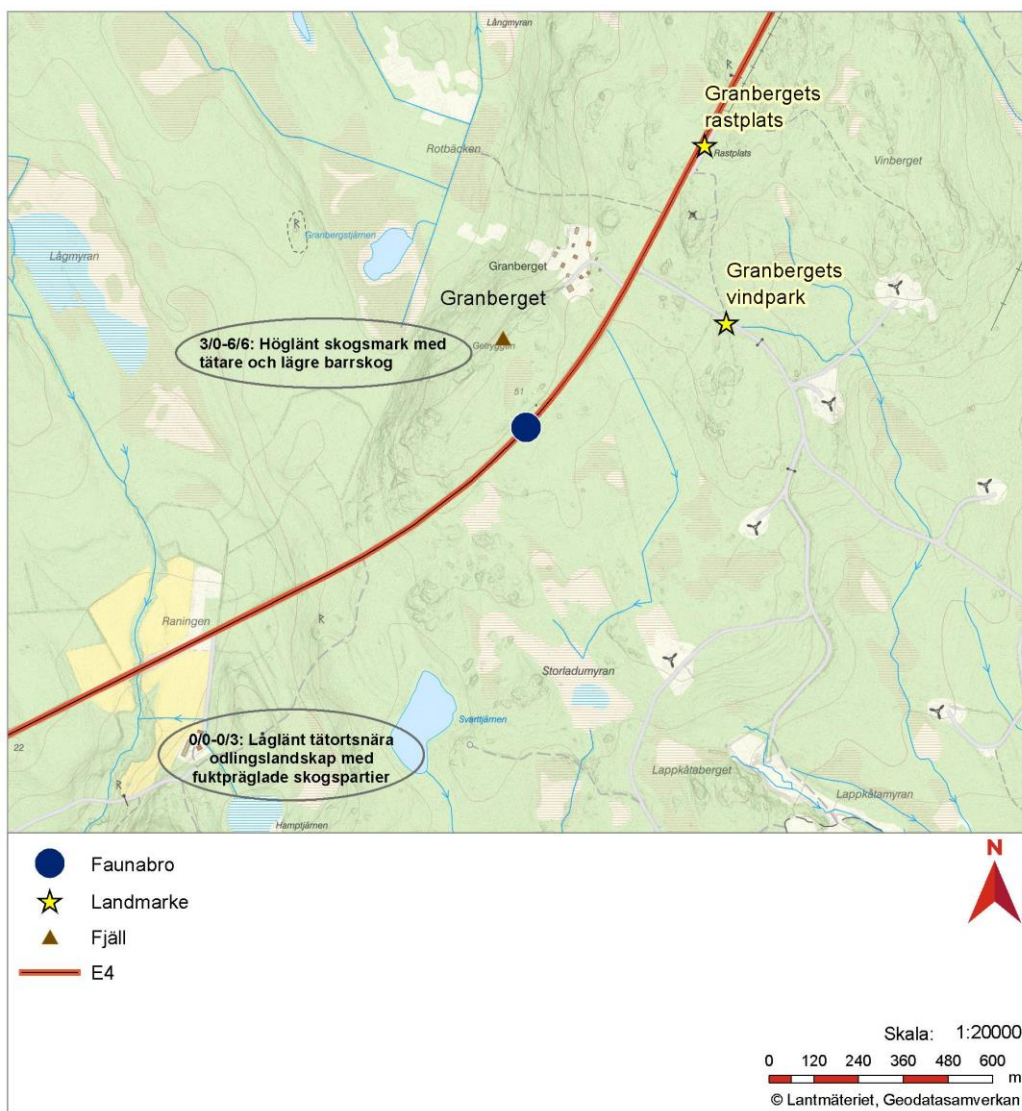 Långmyran
R
Granbergets
rastplats
Rastplats
Rotbäcken
Vinberget
R
Granbergstjärnen
Lågmyran
Granberget
Granbergets
vindpark
Granberget
3/0-6/6: Höglänt skogsmark med
tätare och lägre barrskog
Getryggen
51
Raningen
R
Storladumyran
Svarttjärnen
22
0/0-0/3: Låglänt tätortsnära
odlingslandskap med
fuktpräglade skogspartier
Lappkåtaberget
Lappkåtamyran
R
Hamptjärnen
Faunabro
Landmarke
Fjäll
E4
N
Skala: 1:20000
0 120 240 360 480 600
m
© Lantmäteriet, Geodatasamverkan